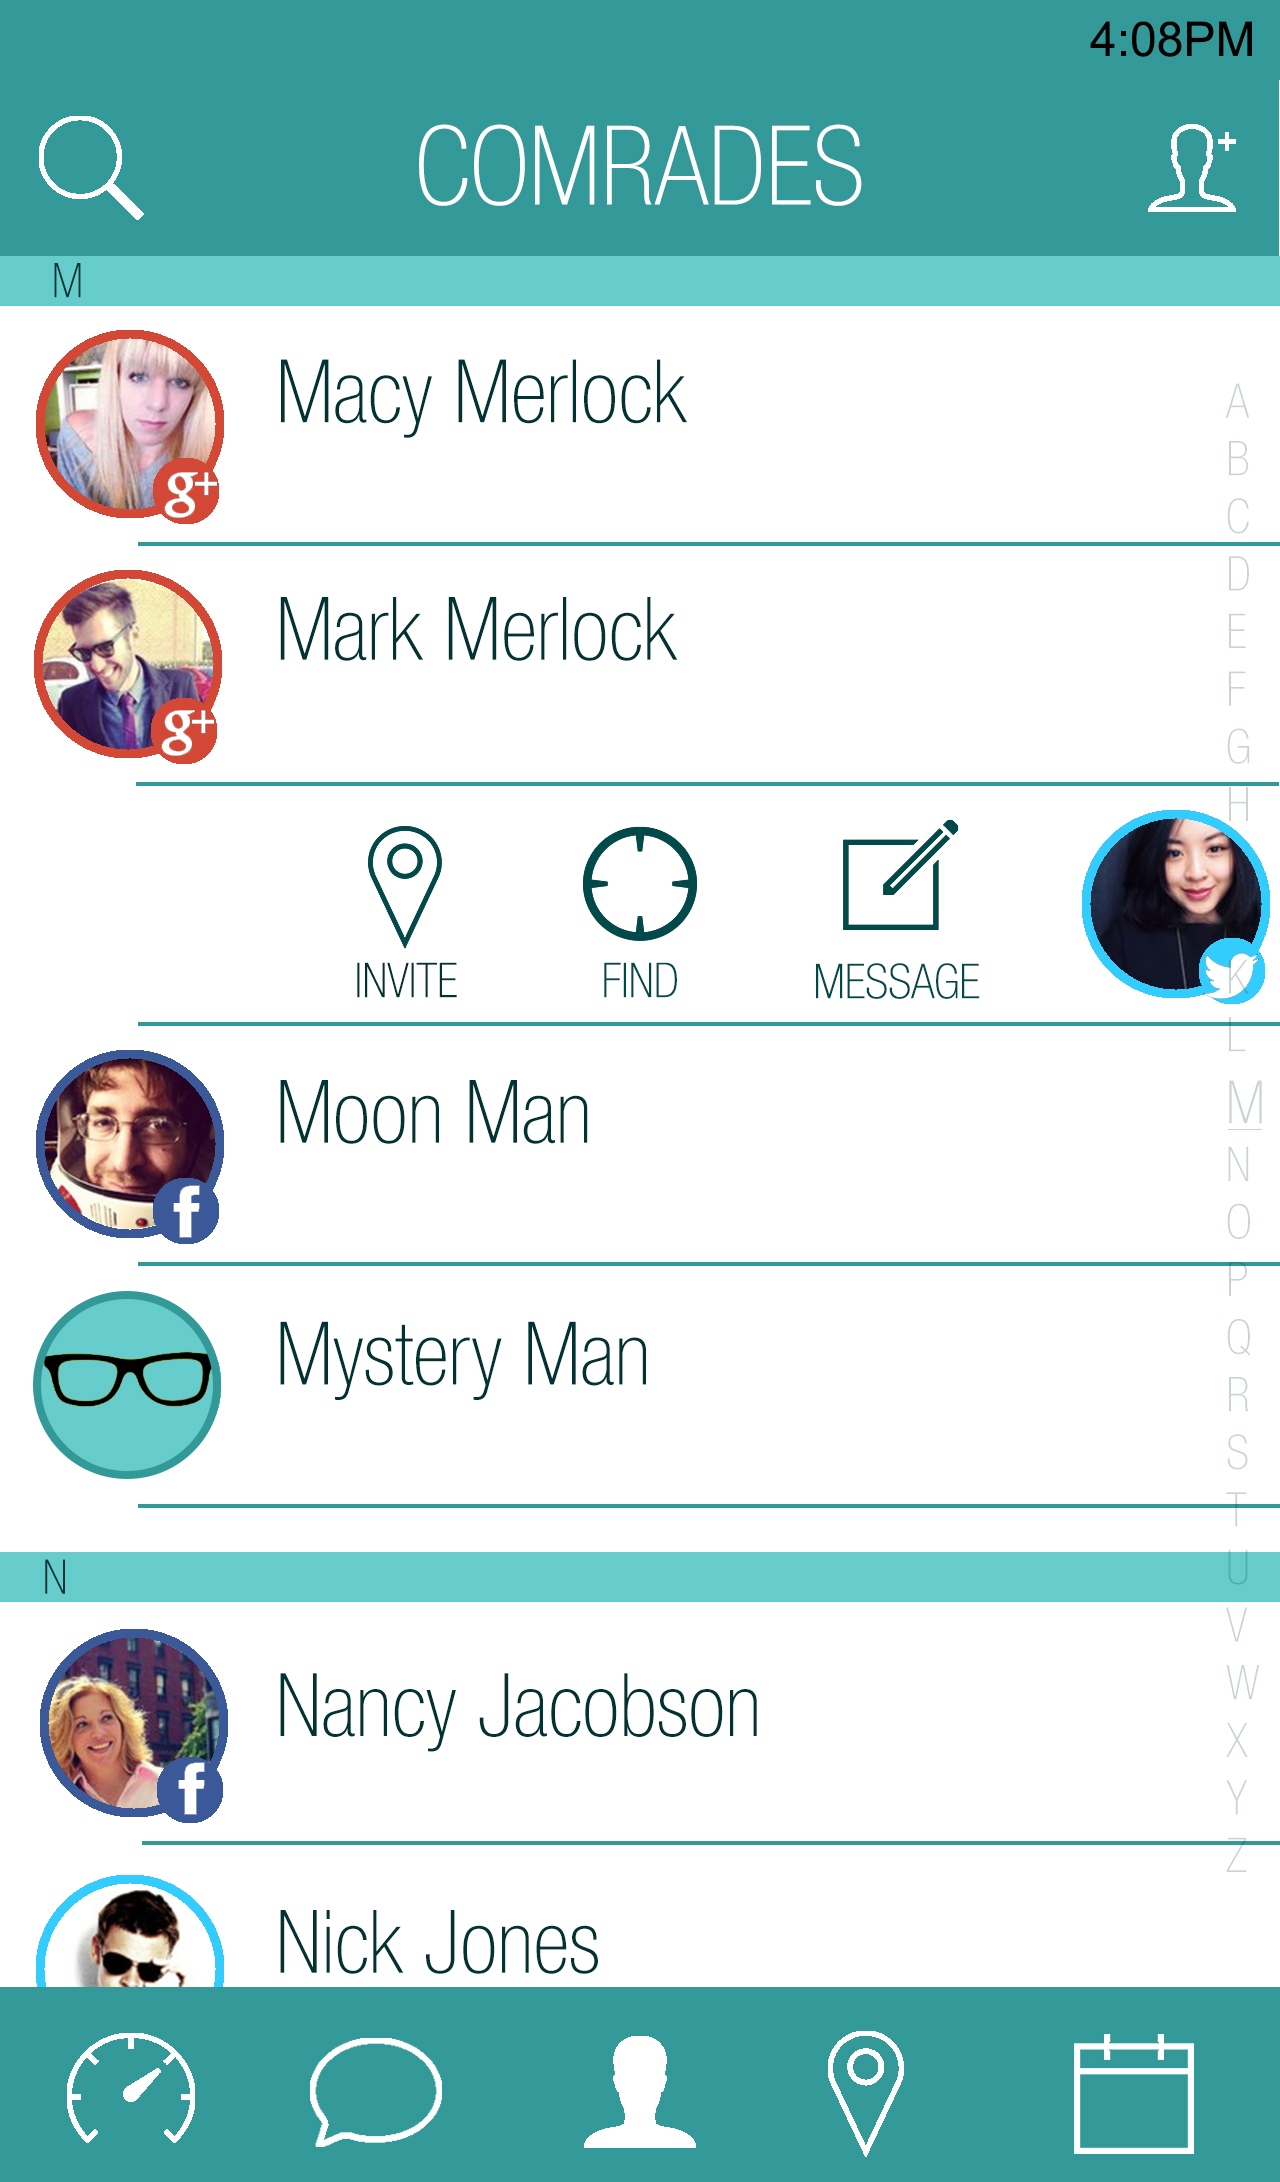 4:08PM
COMRADES
M
Macy Merlock
g+
Mark Merlock
g+
INVITE
FIND
MESSAGE
Moon Man
f
Mystery Man
N
Nancy Jacobson
f
Nick Jones
A
B
C
D
E
F
G
H
K
L
M
N
O
P
Q
R
S
T
U
V
W
X
Y
Z